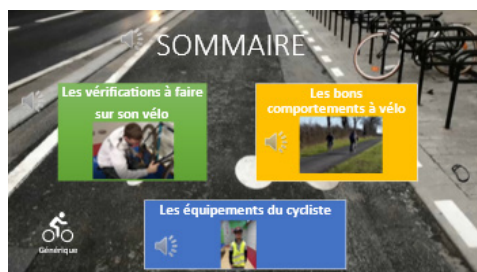 SOMMAIRE
Les vérifications à faire
sur son vélo
Les bons
comportements à vélo
Les équipements du cycliste
Générique